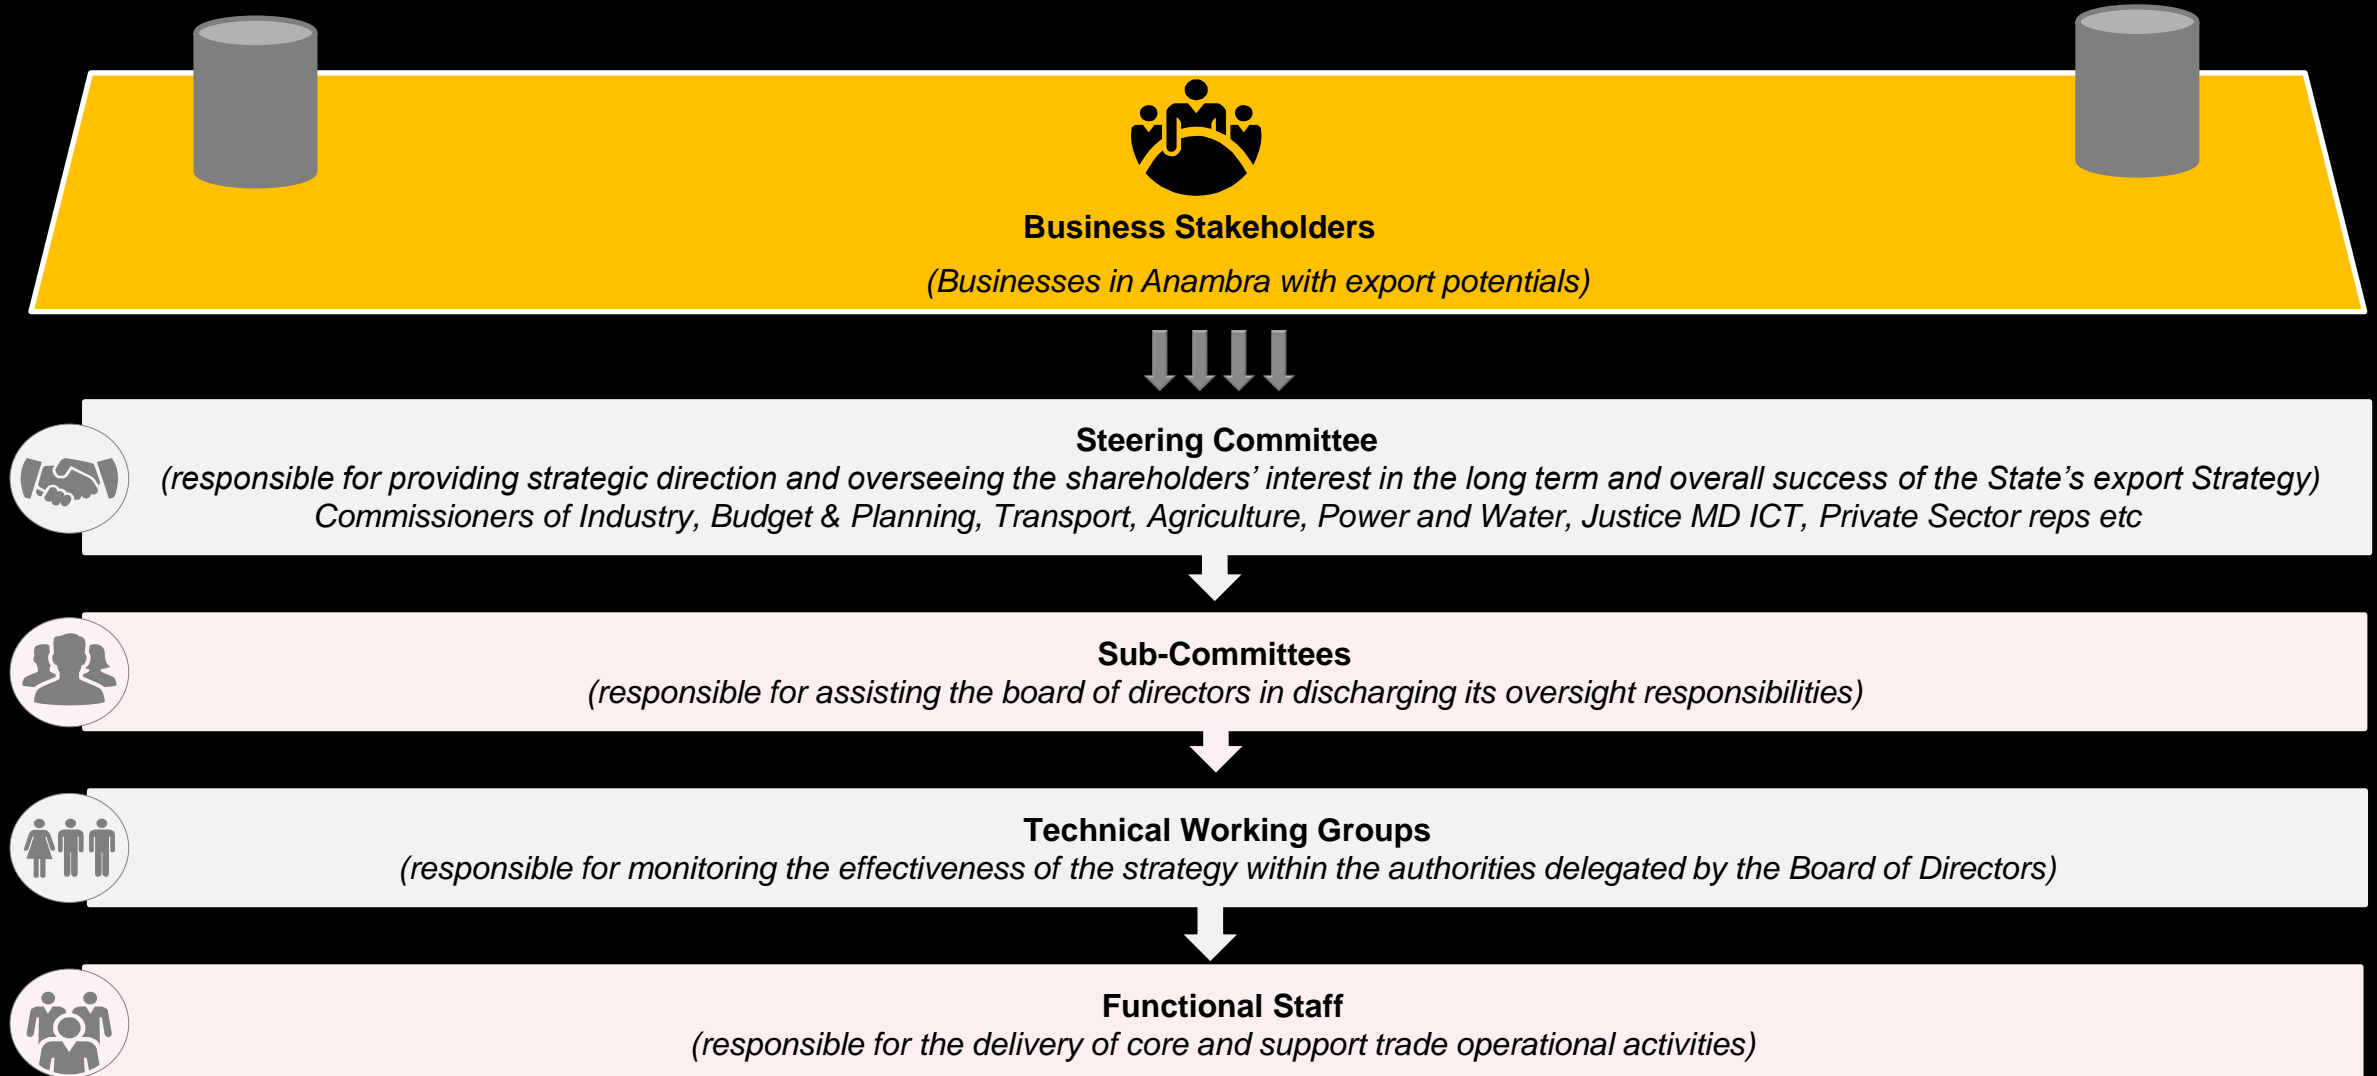 Business Stakeholders
(Businesses in Anambra with export potentials)
Steering Committee
(responsible for providing strategic direction and overseeing the shareholders’ interest in the long term and overall success of the State’s export Strategy)
Commissioners of Industry, Budget & Planning, Transport, Agriculture, Power and Water, Justice MD ICT, Private Sector reps etc
Sub-Committees
(responsible for assisting the board of directors in discharging its oversight responsibilities)
Technical Working Groups
(responsible for monitoring the effectiveness of the strategy within the authorities delegated by the Board of Directors)
Functional Staff
(responsible for the delivery of core and support trade operational activities)